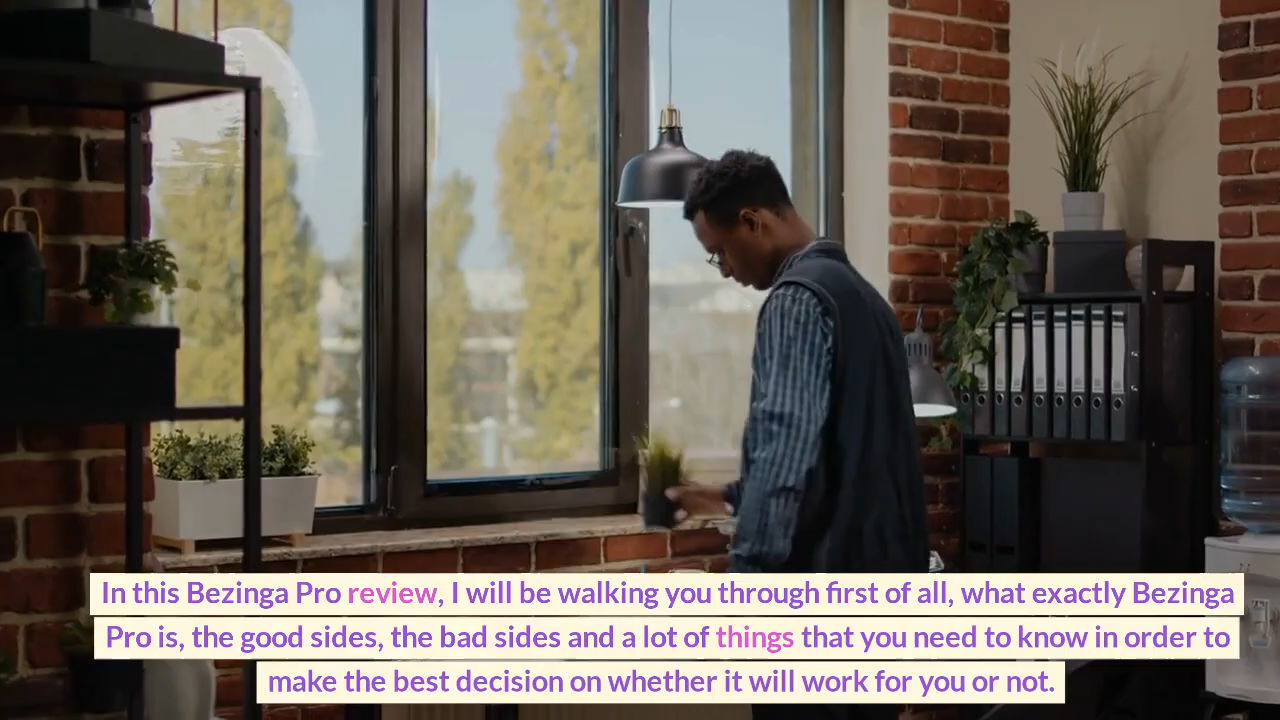 In this Bezinga Pro review, I will be walking you through first of all, what exactly Bezinga
Pro is, the good sides, the bad sides and a lot of things that you need to know in order to
make the best decision on whether it will work for you or not.